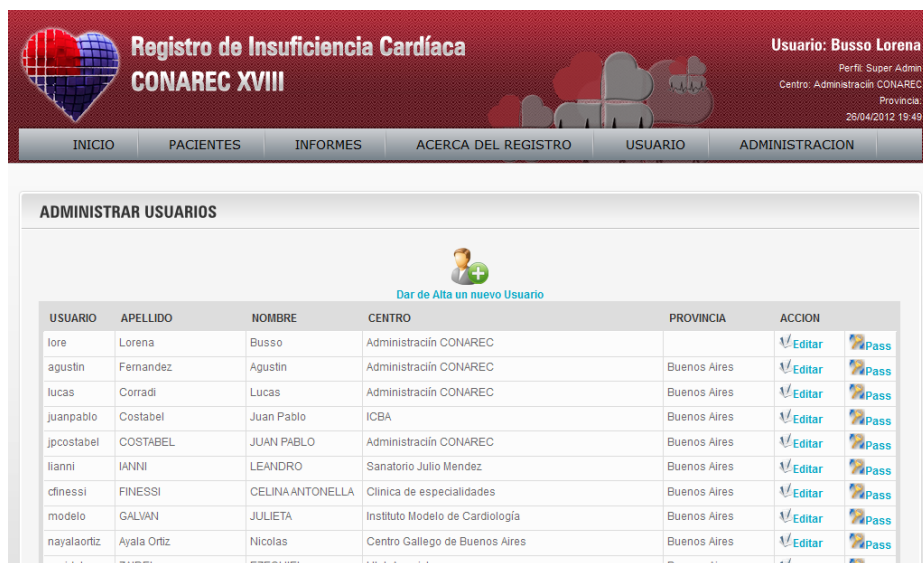 Registro de Insuficiencia Cardíaca
CONAREC XVIII
Usuario: Busso Lorena
Perfil: Super Admin
Centro: Administraciín CONAREC
Provincia:
26/04/2012 19:49
INICIO PACIENTES INFORMES ACERCA DEL REGISTRO USUARIO ADMINISTRACION
ADMINISTRAR USUARIOS
Dar de Alta un nuevo Usuario
USUARIO APELLIDO NOMBRE CENTRO PROVINCIA ACCION
lore Lorena Busso Administraciín CONAREC Editar Pass
agustin Fernandez Agustin Administraciín CONAREC Buenos Aires Editar Pass
lucas Corradi Lucas Administraciín CONAREC Buenos Aires Editar Pass
juanpablo Costabel Juan Pablo ICBA Buenos Aires Editar Pass
jpcostabel COSTABEL JUAN PABLO Administraciín CONAREC Buenos Aires Editar Pass
lianni IANNI LEANDRO Sanatorio Julio Mendez Buenos Aires Editar Pass
cfinessi FINESSI CELINA ANTONELLA Clinica de especialidades Buenos Aires Editar Pass
modelo GALVAN JULIETA Instituto Modelo de Cardiología Buenos Aires Editar Pass
nayalaortiz Ayala Ortiz Nicolas Centro Gallego de Buenos Aires Buenos Aires Editar Pass